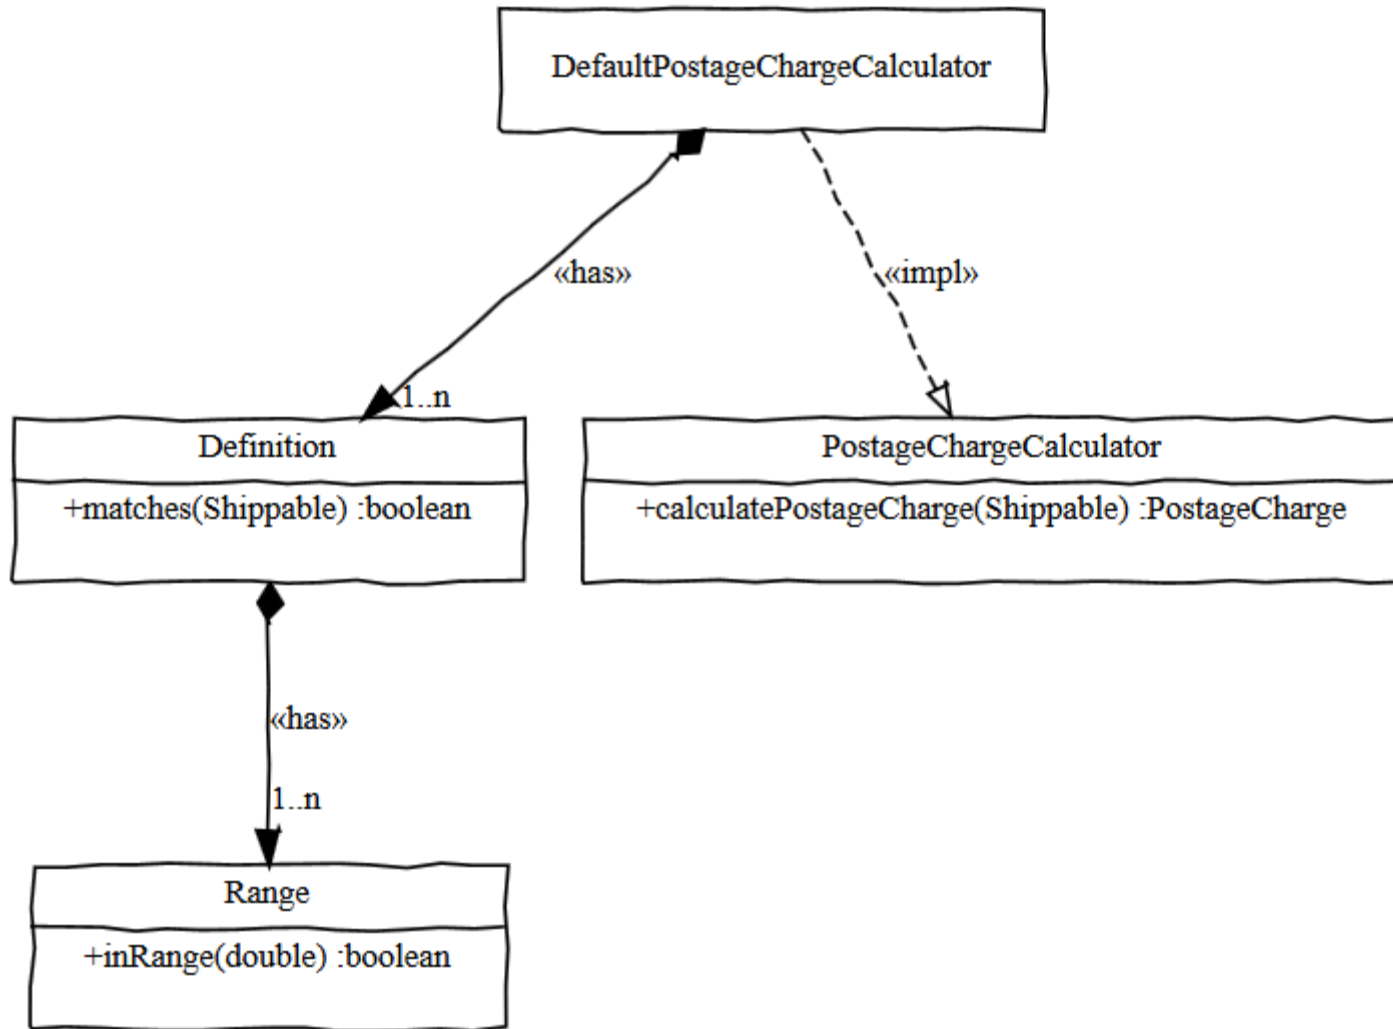 DefaultPostageChargeCalculator
«has»
«impl»
1..n
Definition
+matches(Shippable) :boolean
PostageChargeCalculator
+calculatePostageCharge(Shippable) :PostageCharge
«has»
1..n
Range
+inRange(double) :boolean